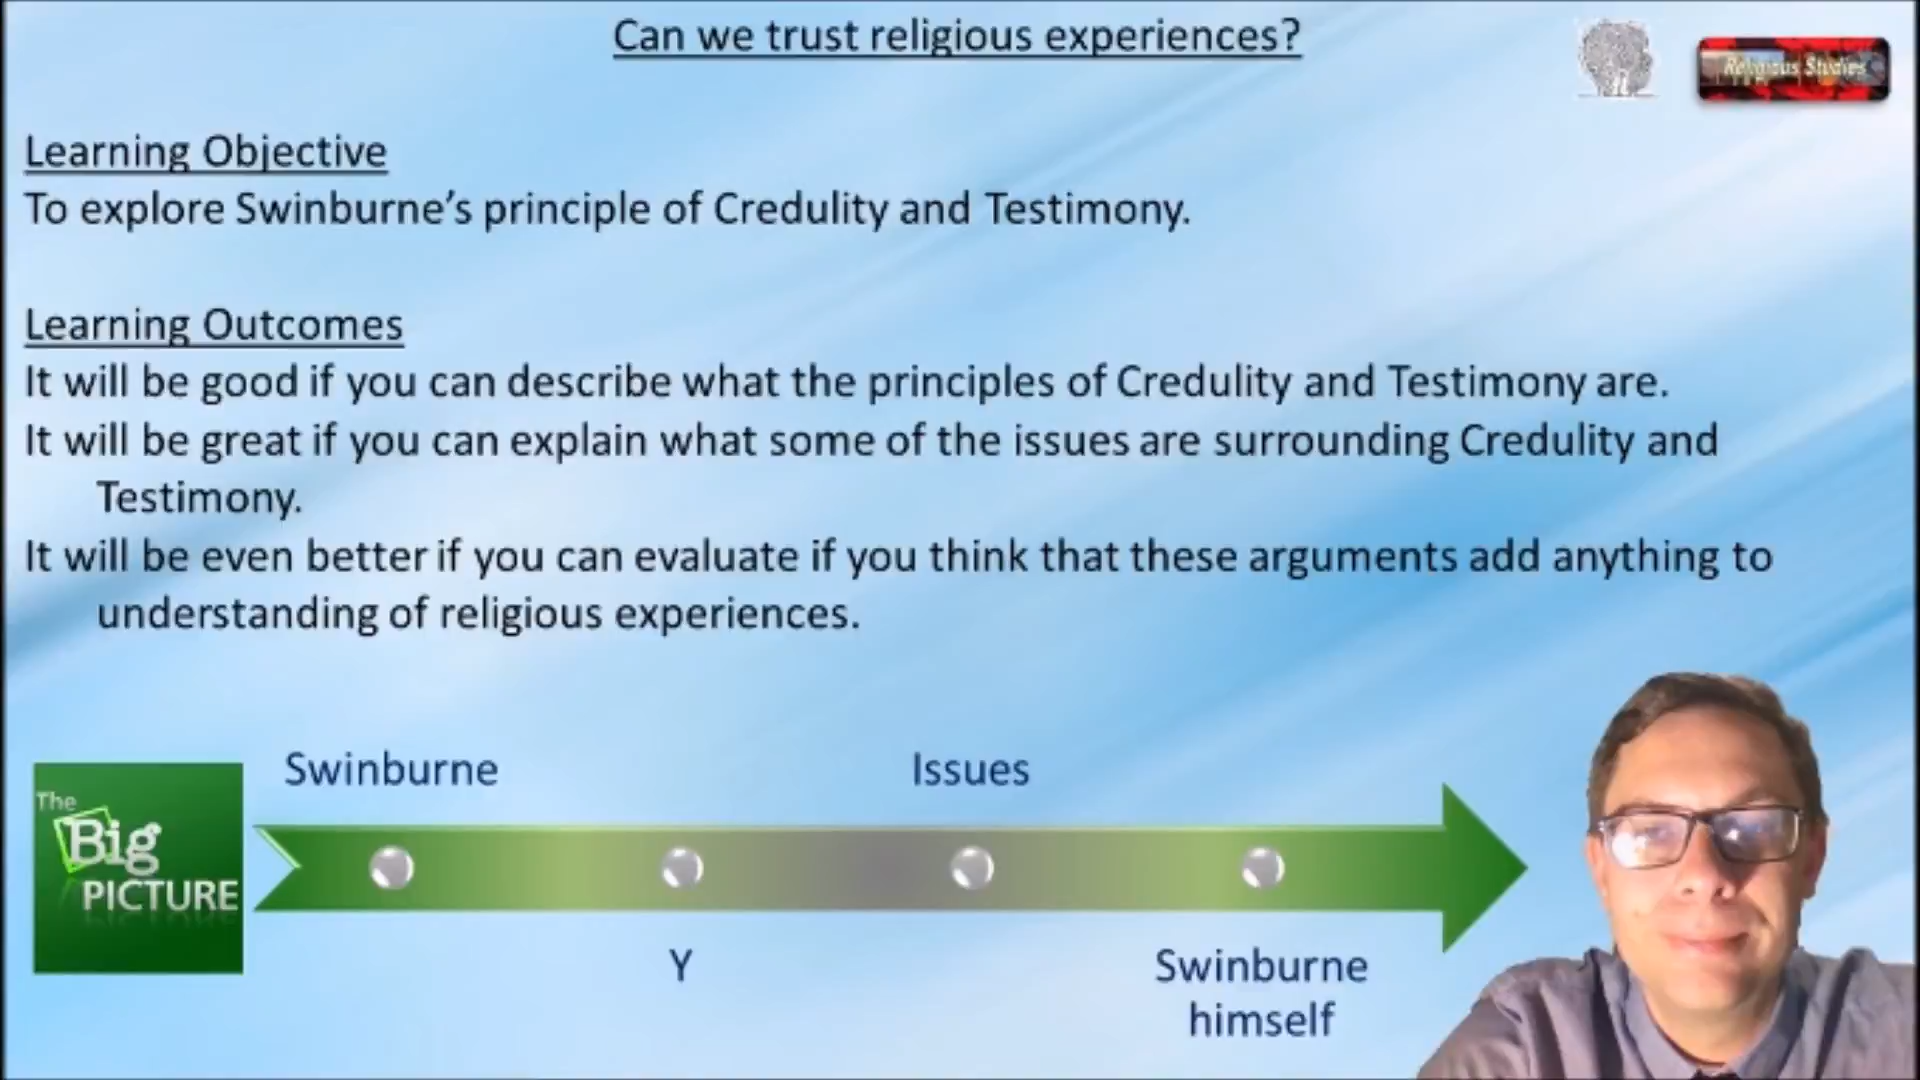 Can we trust religious experiences?
Religious Studies
Learning Objective
To explore Swinburne's principle of Credulity and Testimony.
Learning Outcomes
It will be good if you can describe what the principles of Credulity and Testimony are.
It will be great if you can explain what some of the issues are surrounding Credulity and
Testimony.
It will be even better if you can evaluate if you think that these arguments add anything to
understanding of religious experiences.
The
Big
PICTURE
Swinburne
Issues
Y
Swinburne
himself